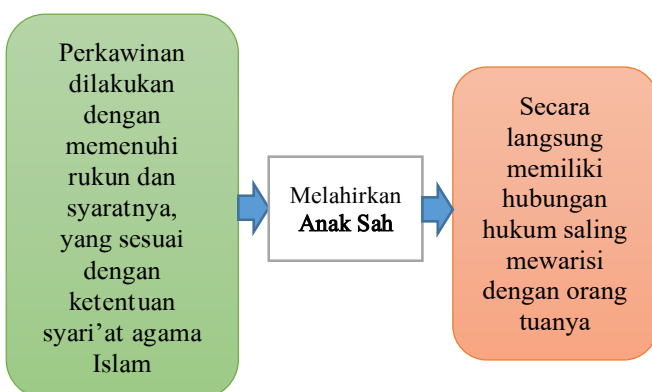 Perkawinan
dilakukan
dengan
memenuhi
rukun dan
syaratnya,
yang sesuai
dengan
ketentuan
syari’at agama
Islam
Melahirkan
Anak Sah
Secara
langsung
memiliki
hubungan
hukum saling
mewarisi
dengan orang
tuanya